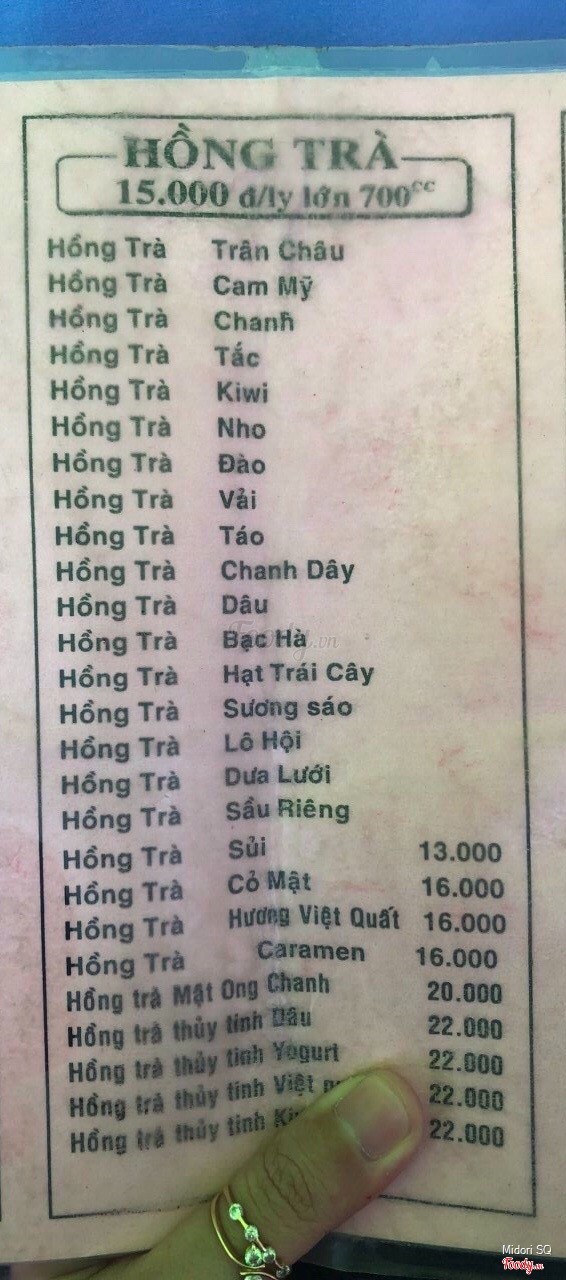 HỒNG TRÀ
15.000 đ/ly lớn 700cc
Hồng Trà Trân Châu
Hồng Trà Cam Mỹ
Hồng Trà Chanh
Hồng Trà Tắc
Hồng Trà Kiwi
Hồng Trà Nho
Hồng Trà Đào
Hồng Trà Vải
Hồng Trà Táo
Hồng Trà Chanh Dây
Hồng Trà Dâu
Hồng Trà Bạc Hà
Hồng Trà Hạt Trái Cây
Hồng Trà Sương sáo
Hồng Trà Lô Hội
Hồng Trà Dưa Lưới
Hồng Trà Sầu Riêng
Hồng Trà Sủi 13.000
Hồng Trà Cỏ Mật 16.000
Hồng Trà Hương Việt Quất 16.000
Hồng Trà Caramen 16.000
Hồng trà Mật Ong Chanh 20.000
Hồng trà thủy tinh Dâu 22.000
Hồng trà thủy tinh Yogurt 22.000
Hồng trà thủy tinh Việt 22.000
Hồng trà thủy tinh 22.000
Foody.vn
Midori SQ
Foody.vn